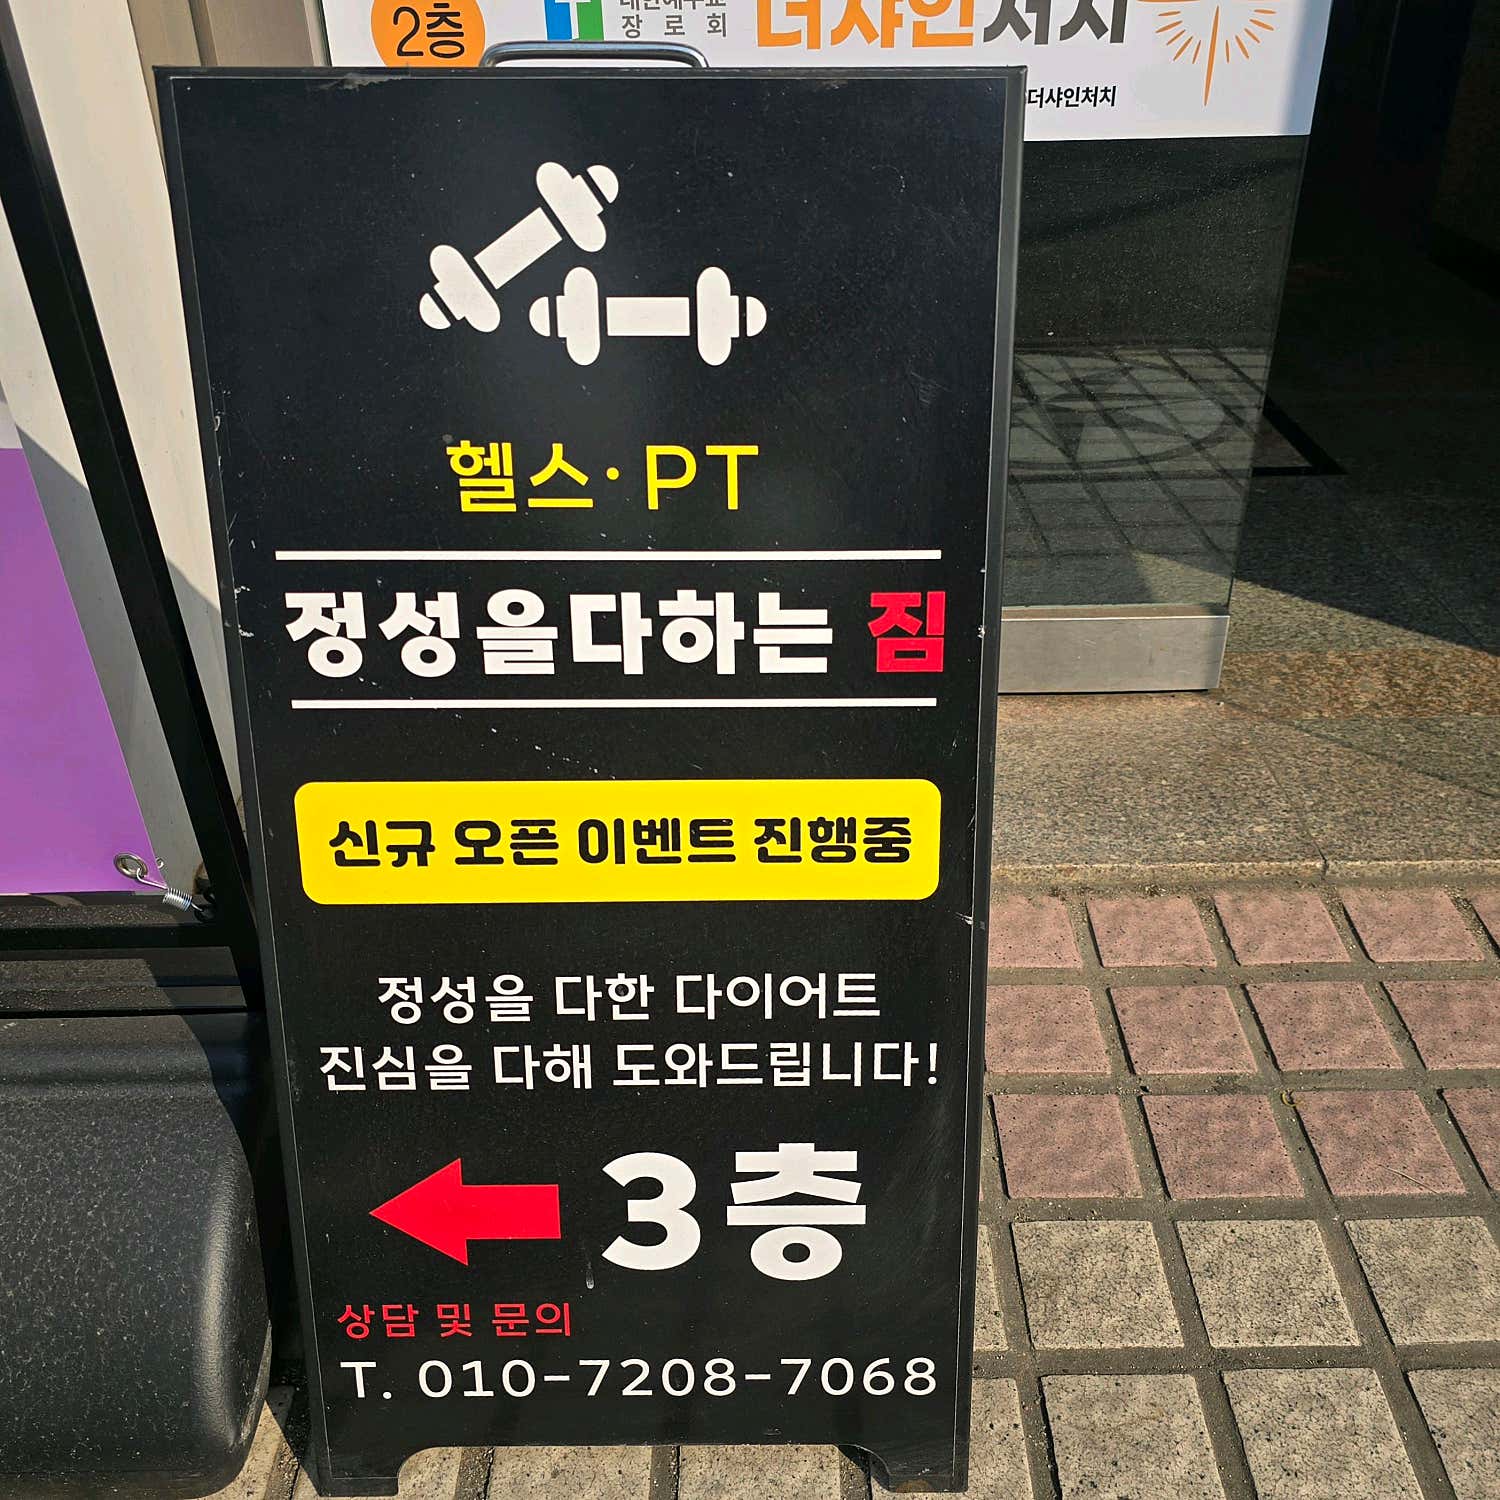 2층
장 로 회
더샤인처치
더샤인처치
헬스·PT
정성을다하는 짐
신규 오픈 이벤트 진행중
정성을 다한 다이어트
진심을 다해 도와드립니다!
3층
상담 및 문의
T. 010-7208-7068